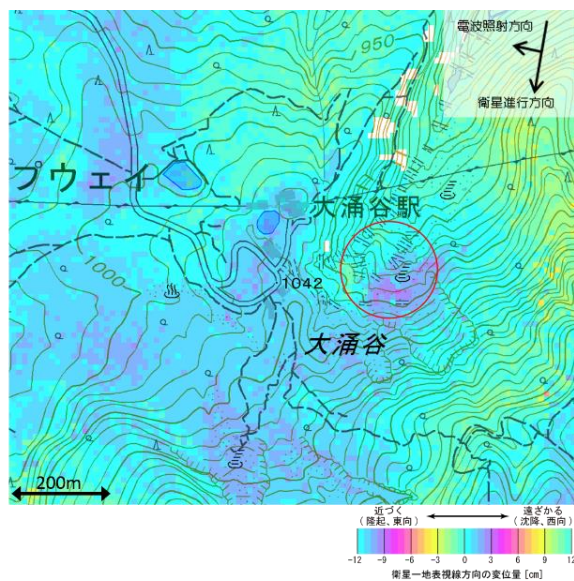 950
電波照射方向
衛星進行方向
フウェイ
大涌谷駅
1000
1042
大涌谷
200m
近づく
(隆起、東向)
遠ざかる
(沈降、西向)
-12 -9 -6 -3 0 3 6 9 12
衛星－地表視線方向の変位量 [cm]